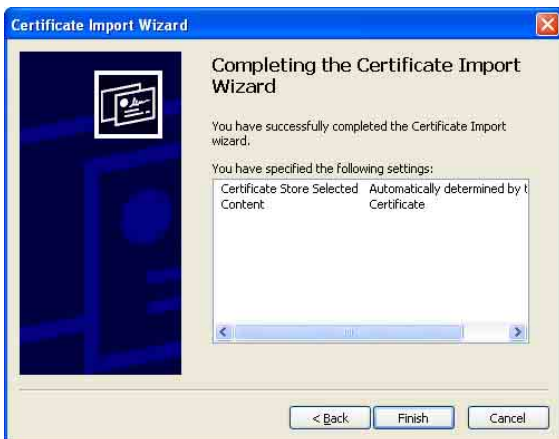 Certificate Import Wizard
Completing the Certificate Import
Wizard
You have successfully completed the Certificate Import
wizard.
You have specified the following settings:
Certificate Store Selected Automatically determined by t
Content Certificate
< Back Finish Cancel